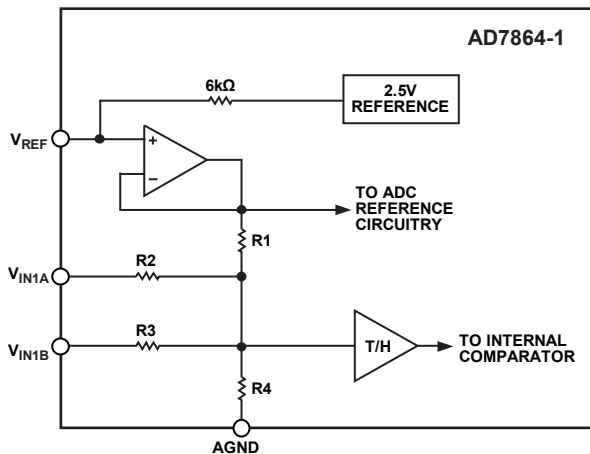 AD7864-1
6kΩ
2.5V
REFERENCE
VREF
+
–
TO ADC
REFERENCE
CIRCUITRY
R1
VIN1A
R2
VIN1B
R3
T/H
TO INTERNAL
COMPARATOR
R4
AGND